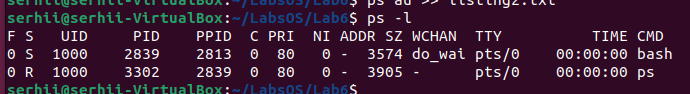 serhii@serhii-VirtualBox:~/LabsOS/Lab6$ ps ad >> listing2.txt
serhii@serhii-VirtualBox:~/LabsOS/Lab6$ ps -l
F S   UID     PID    PPID  C PRI  NI ADDR SZ WCHAN  TTY          TIME CMD
0 S  1000    2839    2813  0  80   0 -  3574 do_wai pts/0    00:00:00 bash
0 R  1000    3302    2839  0  80   0 -  3905 -      pts/0    00:00:00 ps
serhii@serhii-VirtualBox:~/LabsOS/Lab6$